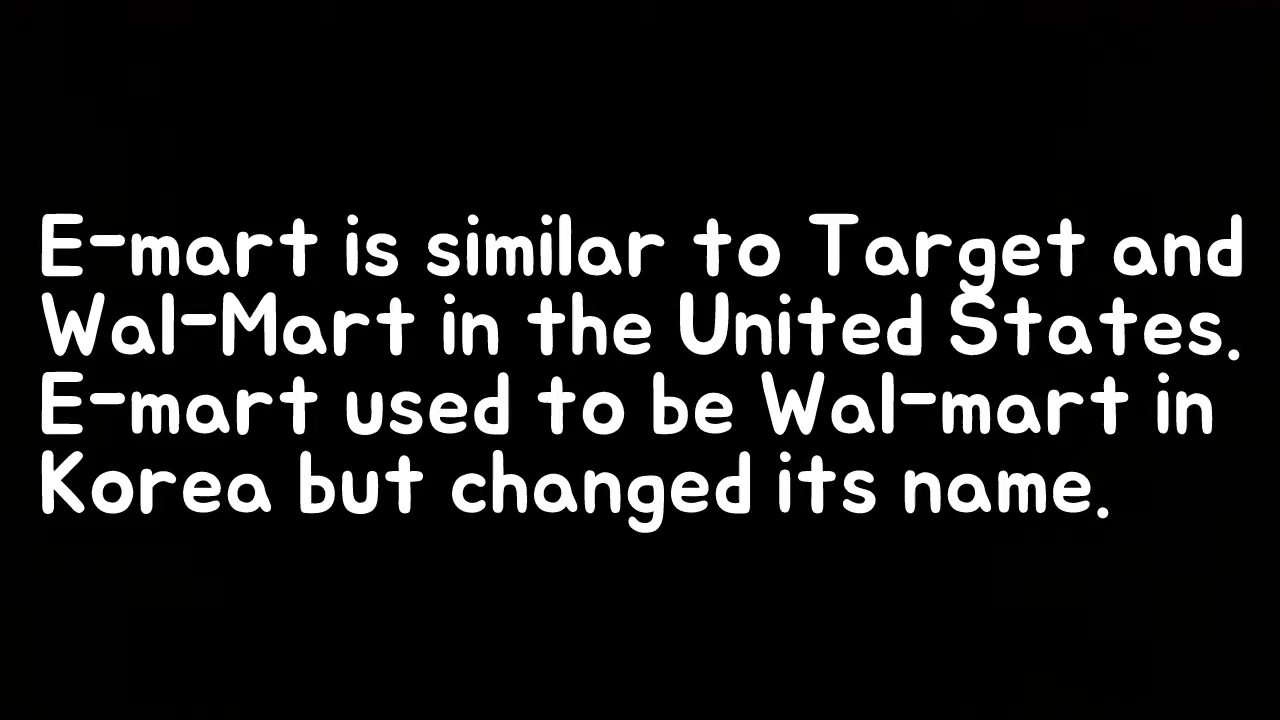 E-mart is similar to Target and
Wal-Mart in the United States.
E-mart used to be Wal-mart in
Korea but changed its name.